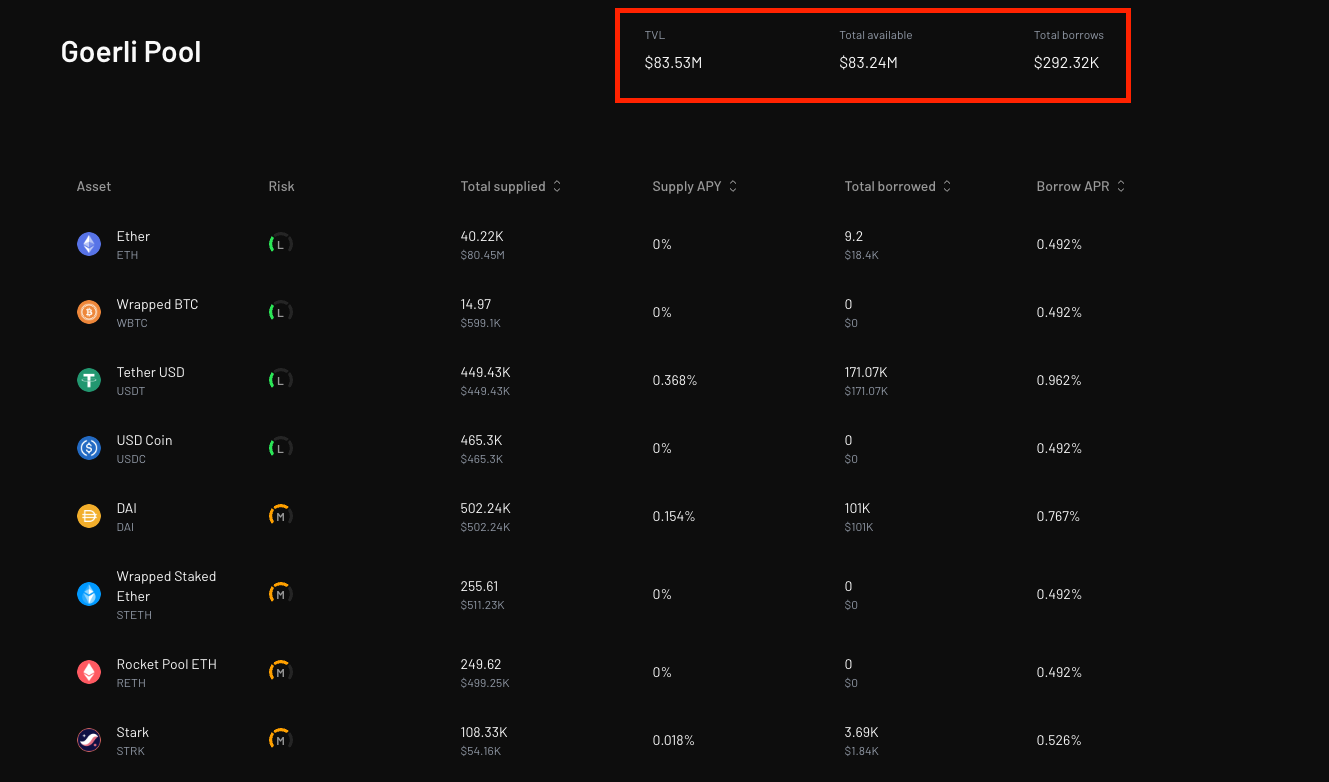 Goerli Pool
TVL
$83.53M
Total available
$83.24M
Total borrows
$292.32K
Asset Risk Total supplied Supply APY Total borrowed Borrow APR
Ether
ETH
L
40.22K
$80.45M
0%
9.2
$18.4K
0.492%
Wrapped BTC
WBTC
L
14.97
$599.1K
0%
0
$0
0.492%
Tether USD
USDT
L
449.43K
$449.43K
0.368%
171.07K
$171.07K
0.962%
USD Coin
USDC
L
465.3K
$465.3K
0%
0
$0
0.492%
DAI
DAI
M
502.24K
$502.24K
0.154%
101K
$101K
0.767%
Wrapped Staked
Ether
STETH
M
255.61
$511.23K
0%
0
$0
0.492%
Rocket Pool ETH
RETH
M
249.62
$499.25K
0%
0
$0
0.492%
Stark
STRK
M
108.33K
$54.16K
0.018%
3.69K
$1.84K
0.526%